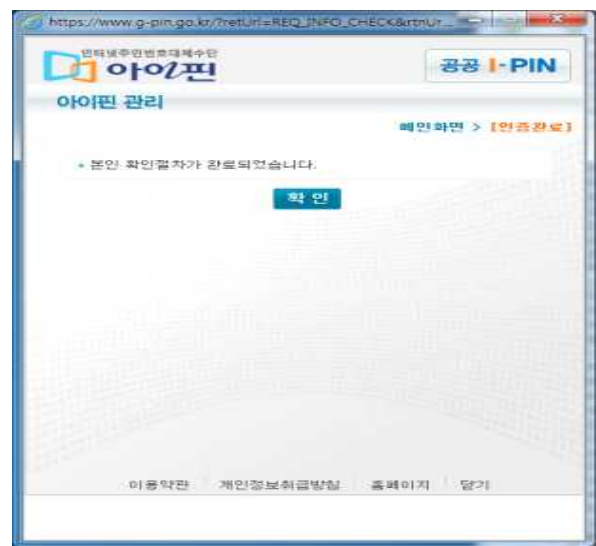 https://www.g-pin.go.kr/?retUrl=REQ_INFO_CHECK&rtnUr...
인터넷주민번호대체수단
아이핀
공공 I-PIN
아이핀 관리
메인화면 > [인증완료]
본인 확인절차가 완료되었습니다.
확 인
이용약관 개인정보취급방침 홈페이지 닫기